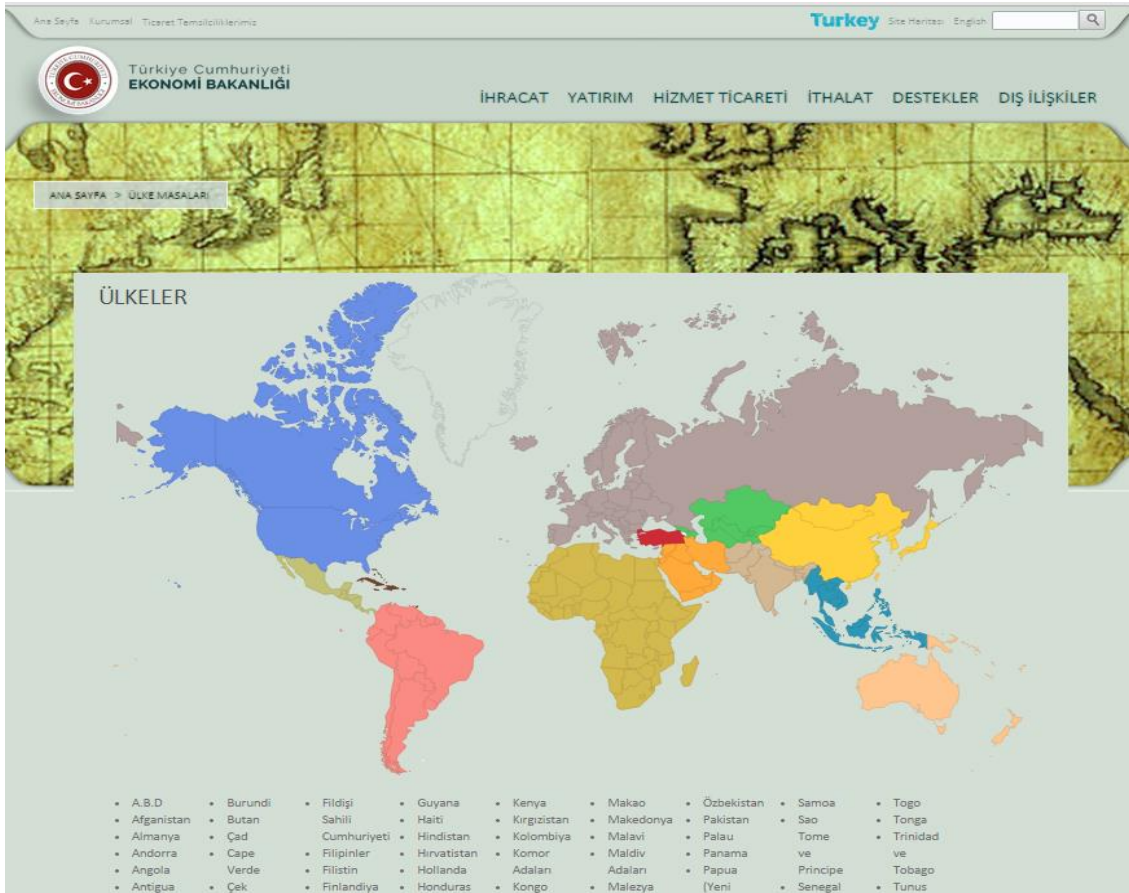 Ana Sayfa Kurumsal Ticaret Temsilciliklerimiz
Turkey Site Haritası English
Türkiye Cumhuriyeti
EKONOMİ BAKANLIĞI
İHRACAT YATIRIM HİZMET TİCARETİ İTHALAT DESTEKLER DIŞ İLİŞKİLER
ANA SAYFA > ÜLKE MASALARI
ÜLKELER
• A.B.D • Burundi • Fildişi • Guyana • Kenya • Makao • Özbekistan • Samoa • Togo
• Afganistan • Butan Sahili • Haiti • Kırgızistan • Makedonya • Pakistan • Sao • Tonga
• Almanya • Çad Cumhuriyeti • Hindistan • Kolombiya • Malavi • Palau Tome • Trinidad
• Andorra • Cape • Filipinler • Hırvatistan • Komor • Maldiv • Panama ve ve
• Angola Verde • Filistin • Hollanda Adaları Adaları • Papua Principe Tobago
• Antigua • Çek • Finlandiya • Honduras • Kongo • Malezya (Yeni • Senegal • Tunus